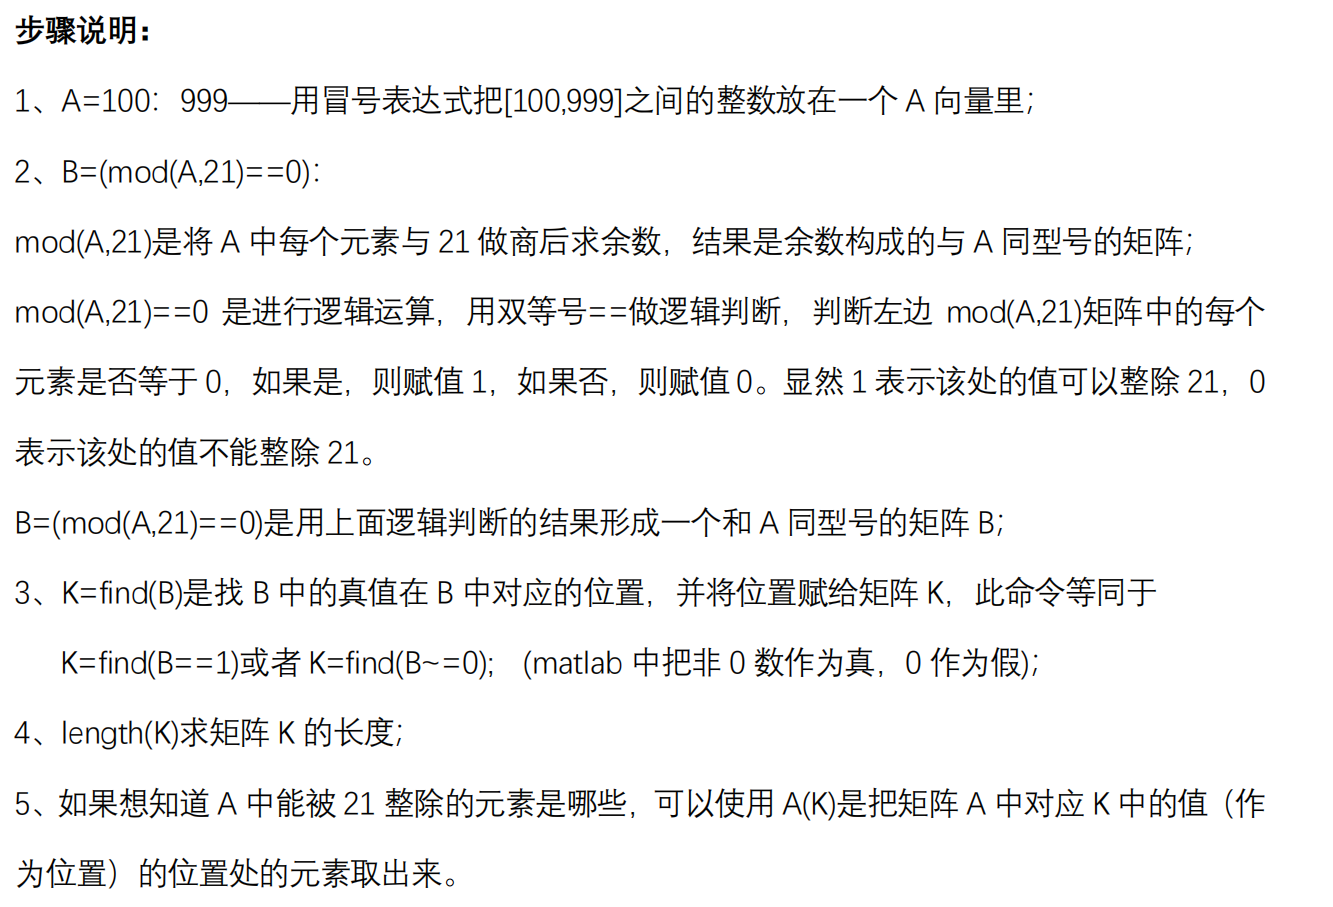 步骤说明：
1、A=100：999——用冒号表达式把[100,999]之间的整数放在一个 A 向量里；
2、B=(mod(A,21)==0)：
mod(A,21)是将 A 中每个元素与 21 做商后求余数，结果是余数构成的与 A 同型号的矩阵；
mod(A,21)==0 是进行逻辑运算，用双等号==做逻辑判断，判断左边 mod(A,21)矩阵中的每个
元素是否等于 0，如果是，则赋值 1，如果否，则赋值 0。显然 1 表示该处的值可以整除 21，0
表示该处的值不能整除 21。
B=(mod(A,21)==0)是用上面逻辑判断的结果形成一个和 A 同型号的矩阵 B；
3、K=find(B)是找 B 中的真值在 B 中对应的位置，并将位置赋给矩阵 K，此命令等同于
K=find(B==1)或者 K=find(B~=0); （matlab 中把非 0 数作为真，0 作为假)；
4、length(K)求矩阵 K 的长度；
5、如果想知道 A 中能被 21 整除的元素是哪些，可以使用 A(K)是把矩阵 A 中对应 K 中的值（作
为位置）的位置处的元素取出来。